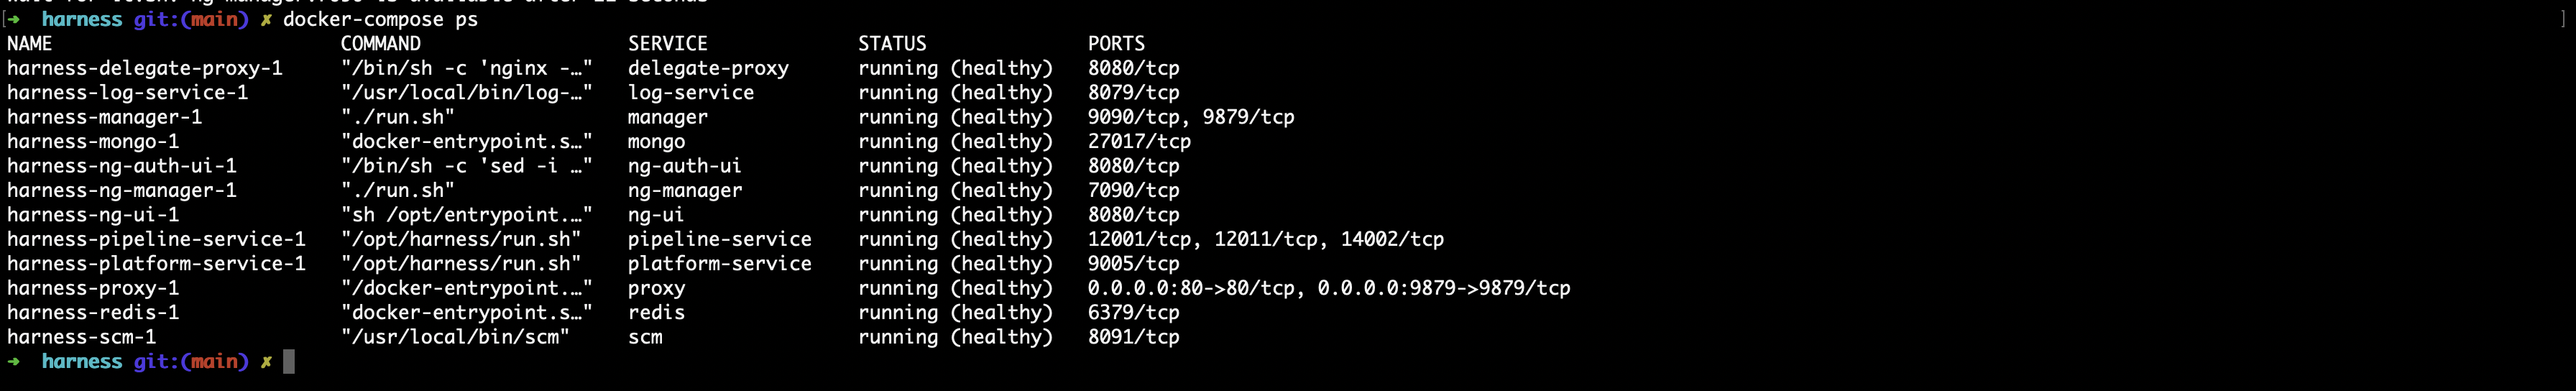 ➜  harness git:(main) ✗ docker-compose ps
NAME                         COMMAND                  SERVICE            STATUS              PORTS
harness-delegate-proxy-1     "/bin/sh -c 'nginx -…"   delegate-proxy     running (healthy)   8080/tcp
harness-log-service-1        "/usr/local/bin/log-…"   log-service        running (healthy)   8079/tcp
harness-manager-1            "./run.sh"               manager            running (healthy)   9090/tcp, 9879/tcp
harness-mongo-1              "docker-entrypoint.s…"   mongo              running (healthy)   27017/tcp
harness-ng-auth-ui-1         "/bin/sh -c 'sed -i …"   ng-auth-ui         running (healthy)   8080/tcp
harness-ng-manager-1         "./run.sh"               ng-manager         running (healthy)   7090/tcp
harness-ng-ui-1              "sh /opt/entrypoint.…"   ng-ui              running (healthy)   8080/tcp
harness-pipeline-service-1   "/opt/harness/run.sh"    pipeline-service   running (healthy)   12001/tcp, 12011/tcp, 14002/tcp
harness-platform-service-1   "/opt/harness/run.sh"    platform-service   running (healthy)   9005/tcp
harness-proxy-1              "/docker-entrypoint.…"   proxy              running (healthy)   0.0.0.0:80->80/tcp, 0.0.0.0:9879->9879/tcp
harness-redis-1              "docker-entrypoint.s…"   redis              running (healthy)   6379/tcp
harness-scm-1                "/usr/local/bin/scm"     scm                running (healthy)   8091/tcp
➜  harness git:(main) ✗